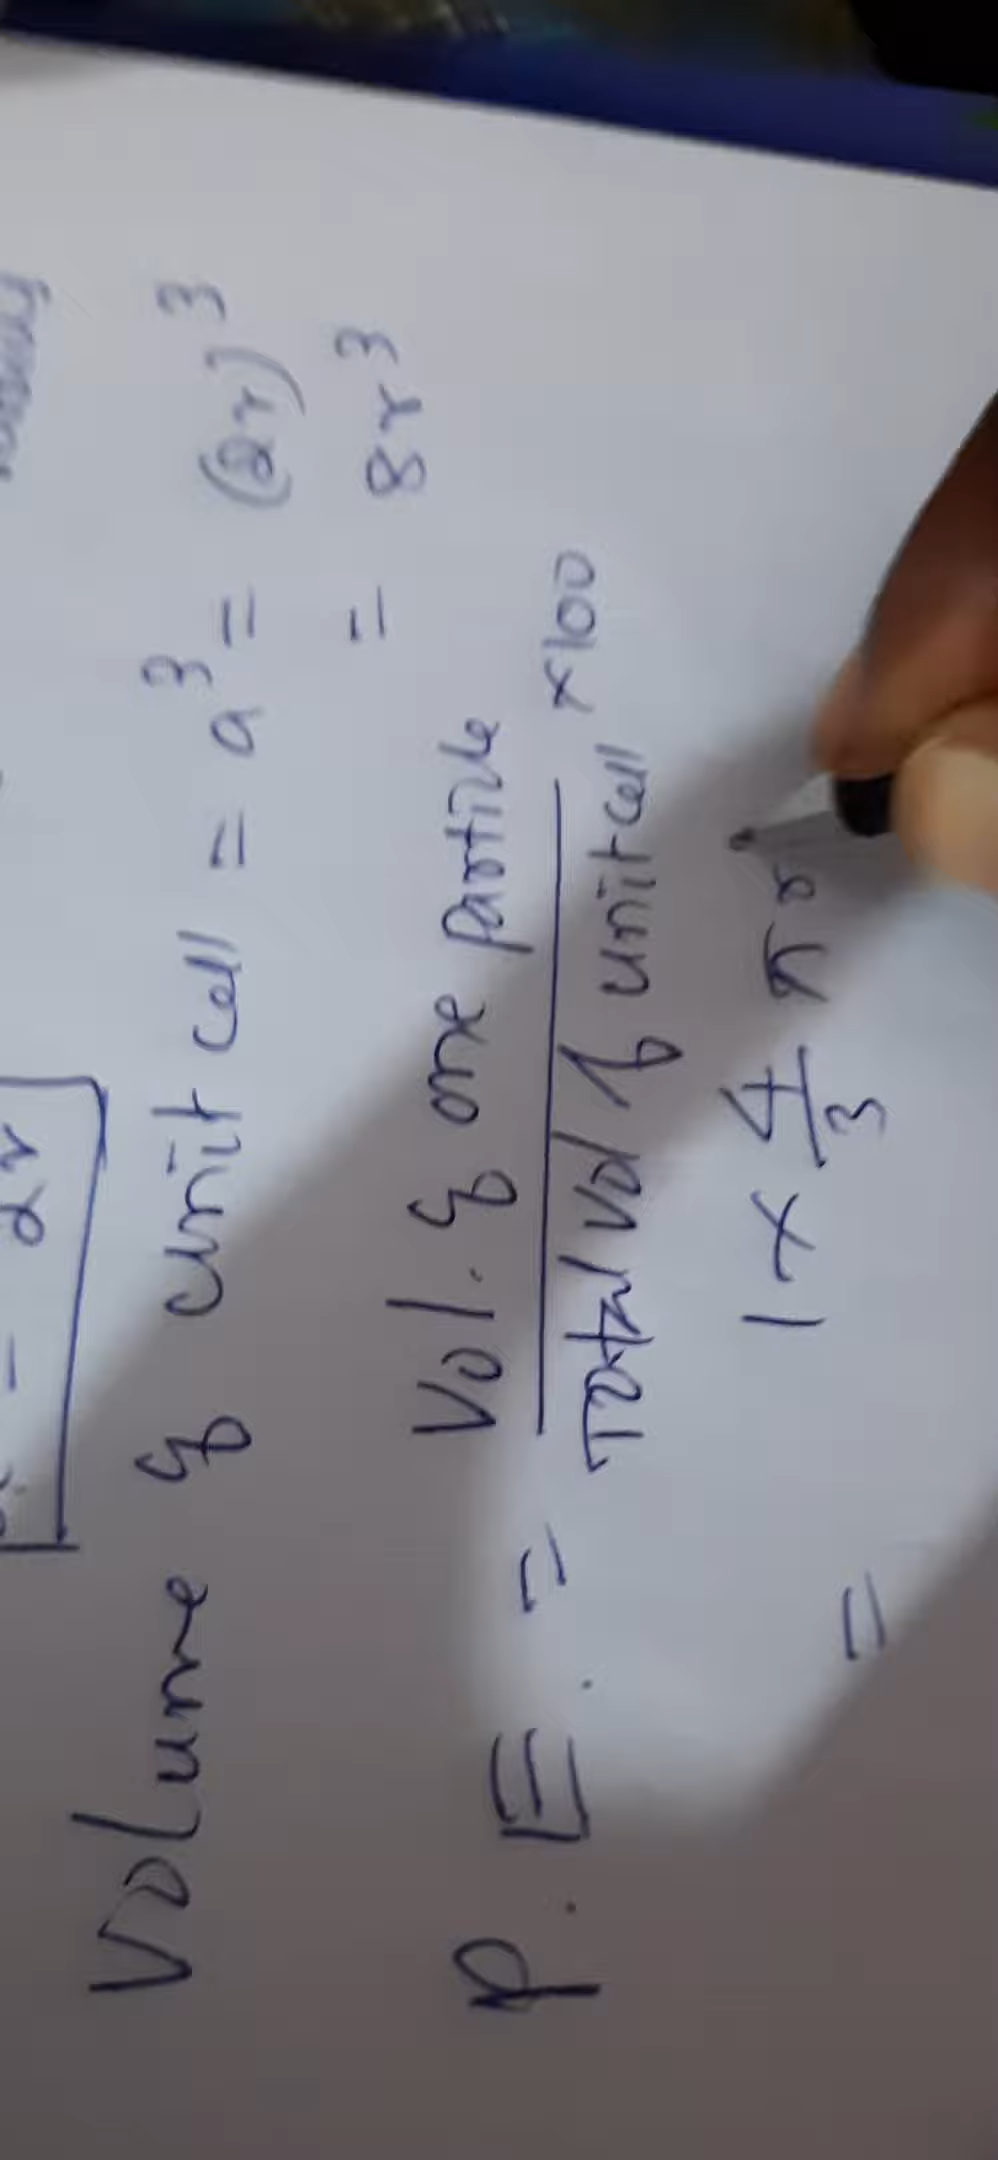 = 2r
Volume of unit cell = a³ = (2r)³
= 8r³
P.E. = Vol. of one particle / Total vol of unit cell ×100
= 1 × 4/3 πr